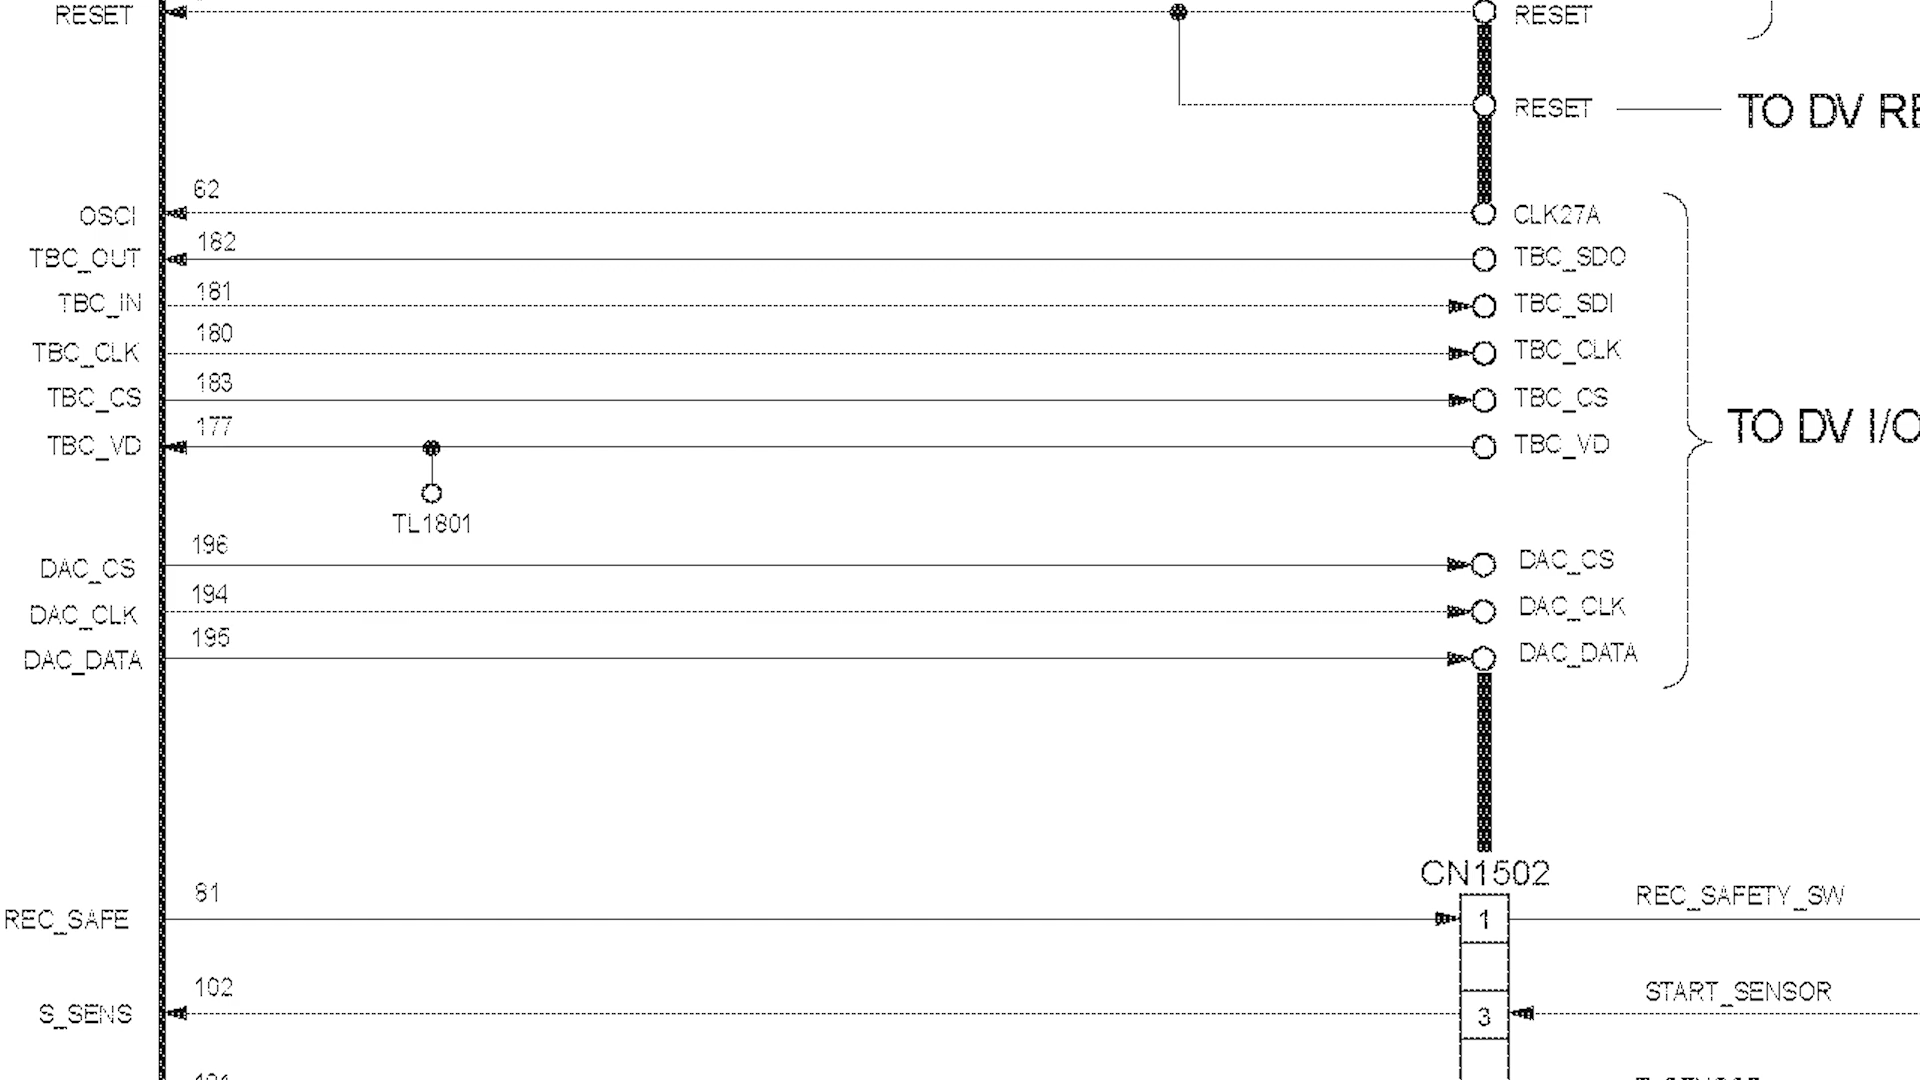 RESET RESET
RESET TO DV RE
62
OSCI CLK27A
182
TBC_OUT TBC_SDO
181
TBC_IN TBC_SDI
180
TBC_CLK TBC_CLK
183
TBC_CS TBC_CS
177
TBC_VD TBC_VD
TO DV I/O
TL1801
196
DAC_CS DAC_CS
194
DAC_CLK DAC_CLK
195
DAC_DATA DAC_DATA
CN1502
81
REC_SAFE 1 REC_SAFETY_SW
102
S_SENS 3 START_SENSOR